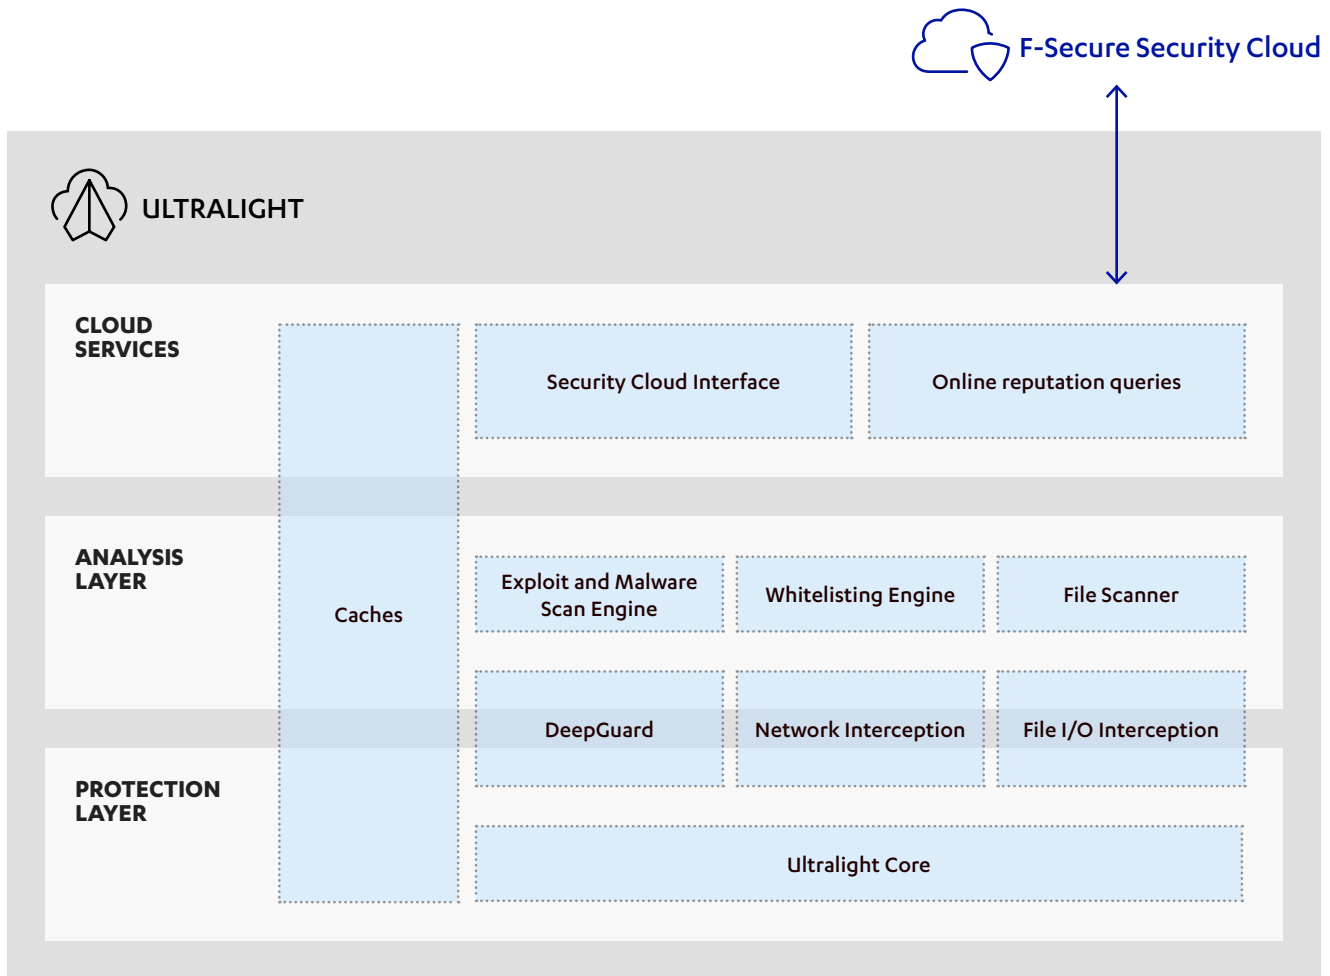 F-Secure Security Cloud
ULTRALIGHT
CLOUD
SERVICES
Security Cloud Interface
Online reputation queries
ANALYSIS
LAYER
Caches
Exploit and Malware
Scan Engine
Whitelisting Engine
File Scanner
DeepGuard
Network Interception
File I/O Interception
PROTECTION
LAYER
Ultralight Core